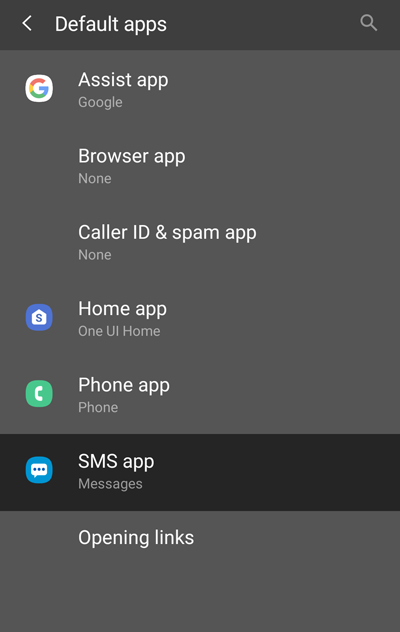 Default apps
Assist app
Google
Browser app
None
Caller ID & spam app
None
Home app
One UI Home
Phone app
Phone
SMS app
Messages
Opening links